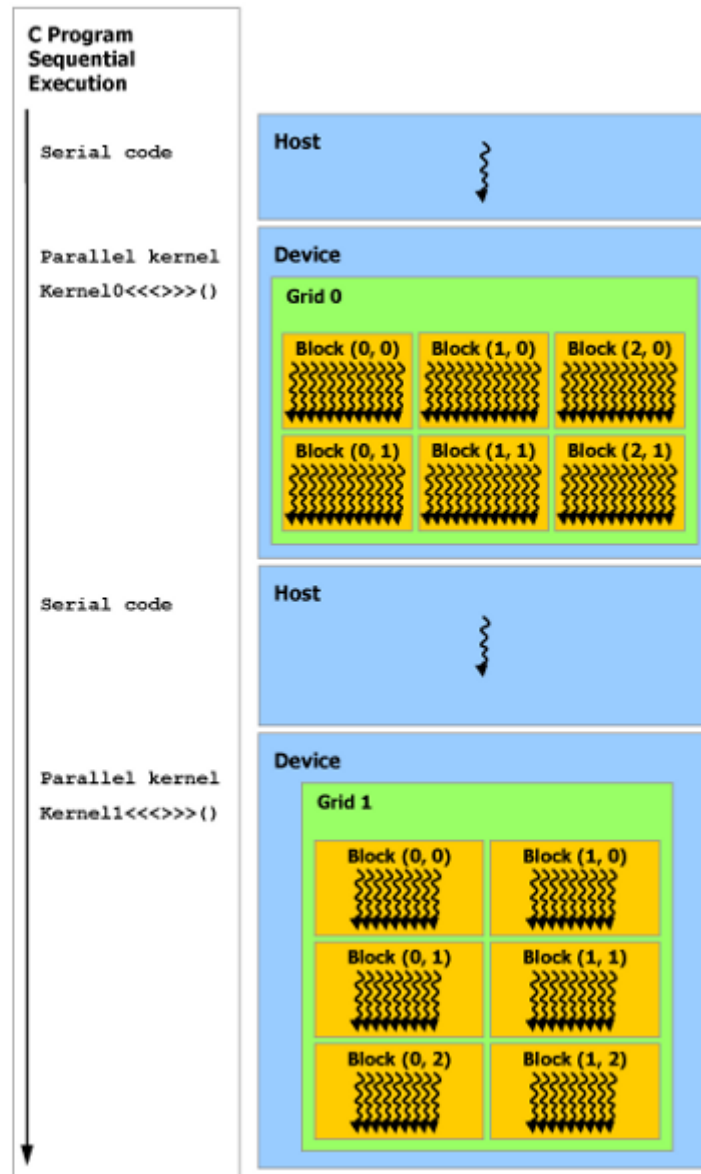 C Program
Sequential
Execution
Serial code
Host
Parallel kernel
Kernel0<<<>>>()
Device
Grid 0
Block (0, 0)
Block (1, 0)
Block (2, 0)
Block (0, 1)
Block (1, 1)
Block (2, 1)
Serial code
Host
Parallel kernel
Kernel1<<<>>>()
Device
Grid 1
Block (0, 0)
Block (1, 0)
Block (0, 1)
Block (1, 1)
Block (0, 2)
Block (1, 2)